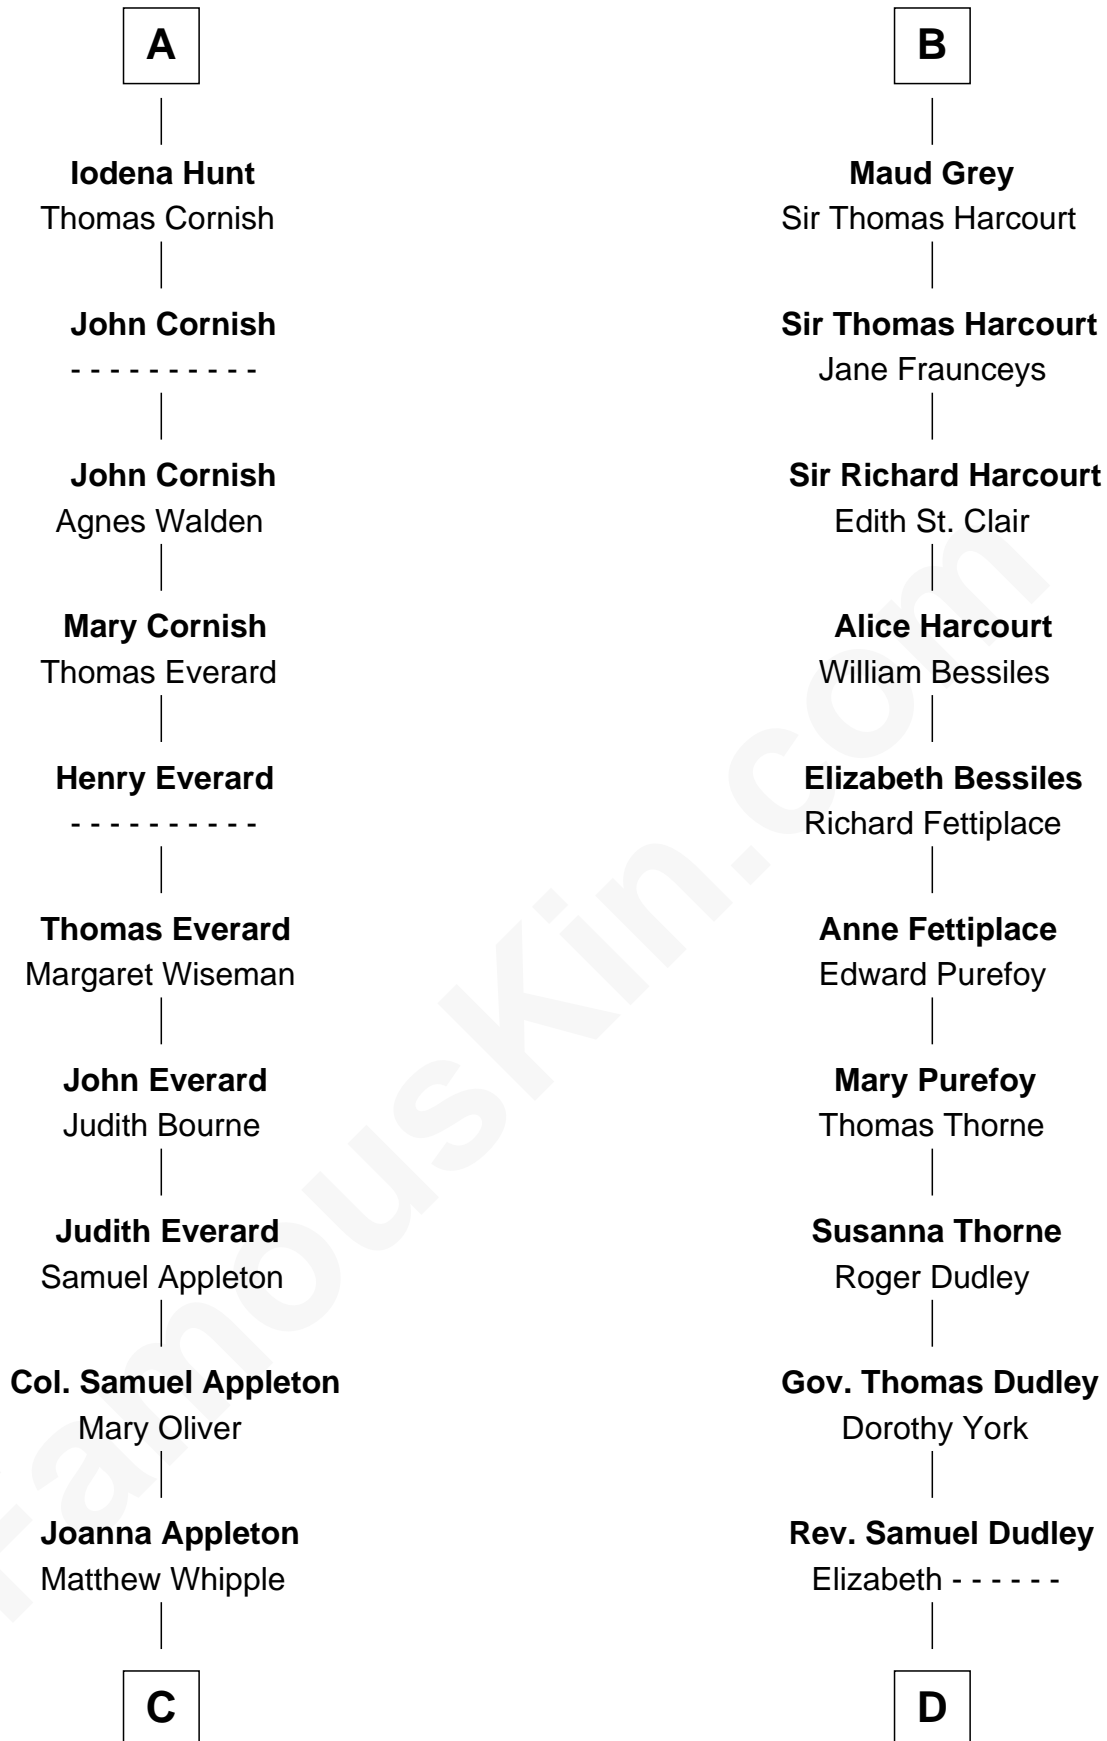 A
Iodena Hunt
Thomas Cornish
John Cornish
- - - - - - - - - -
John Cornish
Agnes Walden
Mary Cornish
Thomas Everard
Henry Everard
- - - - - - - - - -
Thomas Everard
Margaret Wiseman
John Everard
Judith Bourne
Judith Everard
Samuel Appleton
Col. Samuel Appleton
Mary Oliver
Joanna Appleton
Matthew Whipple
C
B
Maud Grey
Sir Thomas Harcourt
Sir Thomas Harcourt
Jane Fraunceys
Sir Richard Harcourt
Edith St. Clair
Alice Harcourt
William Bessiles
Elizabeth Bessiles
Richard Fettiplace
Anne Fettiplace
Edward Purefoy
Mary Purefoy
Thomas Thorne
Susanna Thorne
Roger Dudley
Gov. Thomas Dudley
Dorothy York
Rev. Samuel Dudley
Elizabeth - - - - - -
D
FamousKin.com